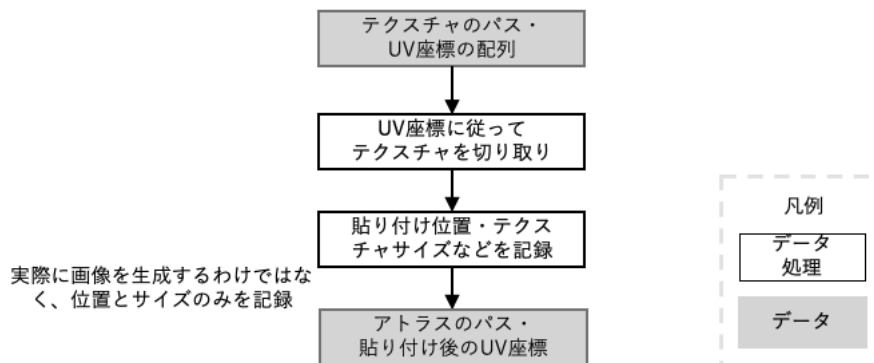 テクスチャのパス・
UV座標の配列
UV座標に従って
テクスチャを切り取り
貼り付け位置・テクス
チャサイズなどを記録
実際に画像を生成するわけではな
く、位置とサイズのみを記録
アトラスのパス・
貼り付け後のUV座標
凡例
データ
処理
データ